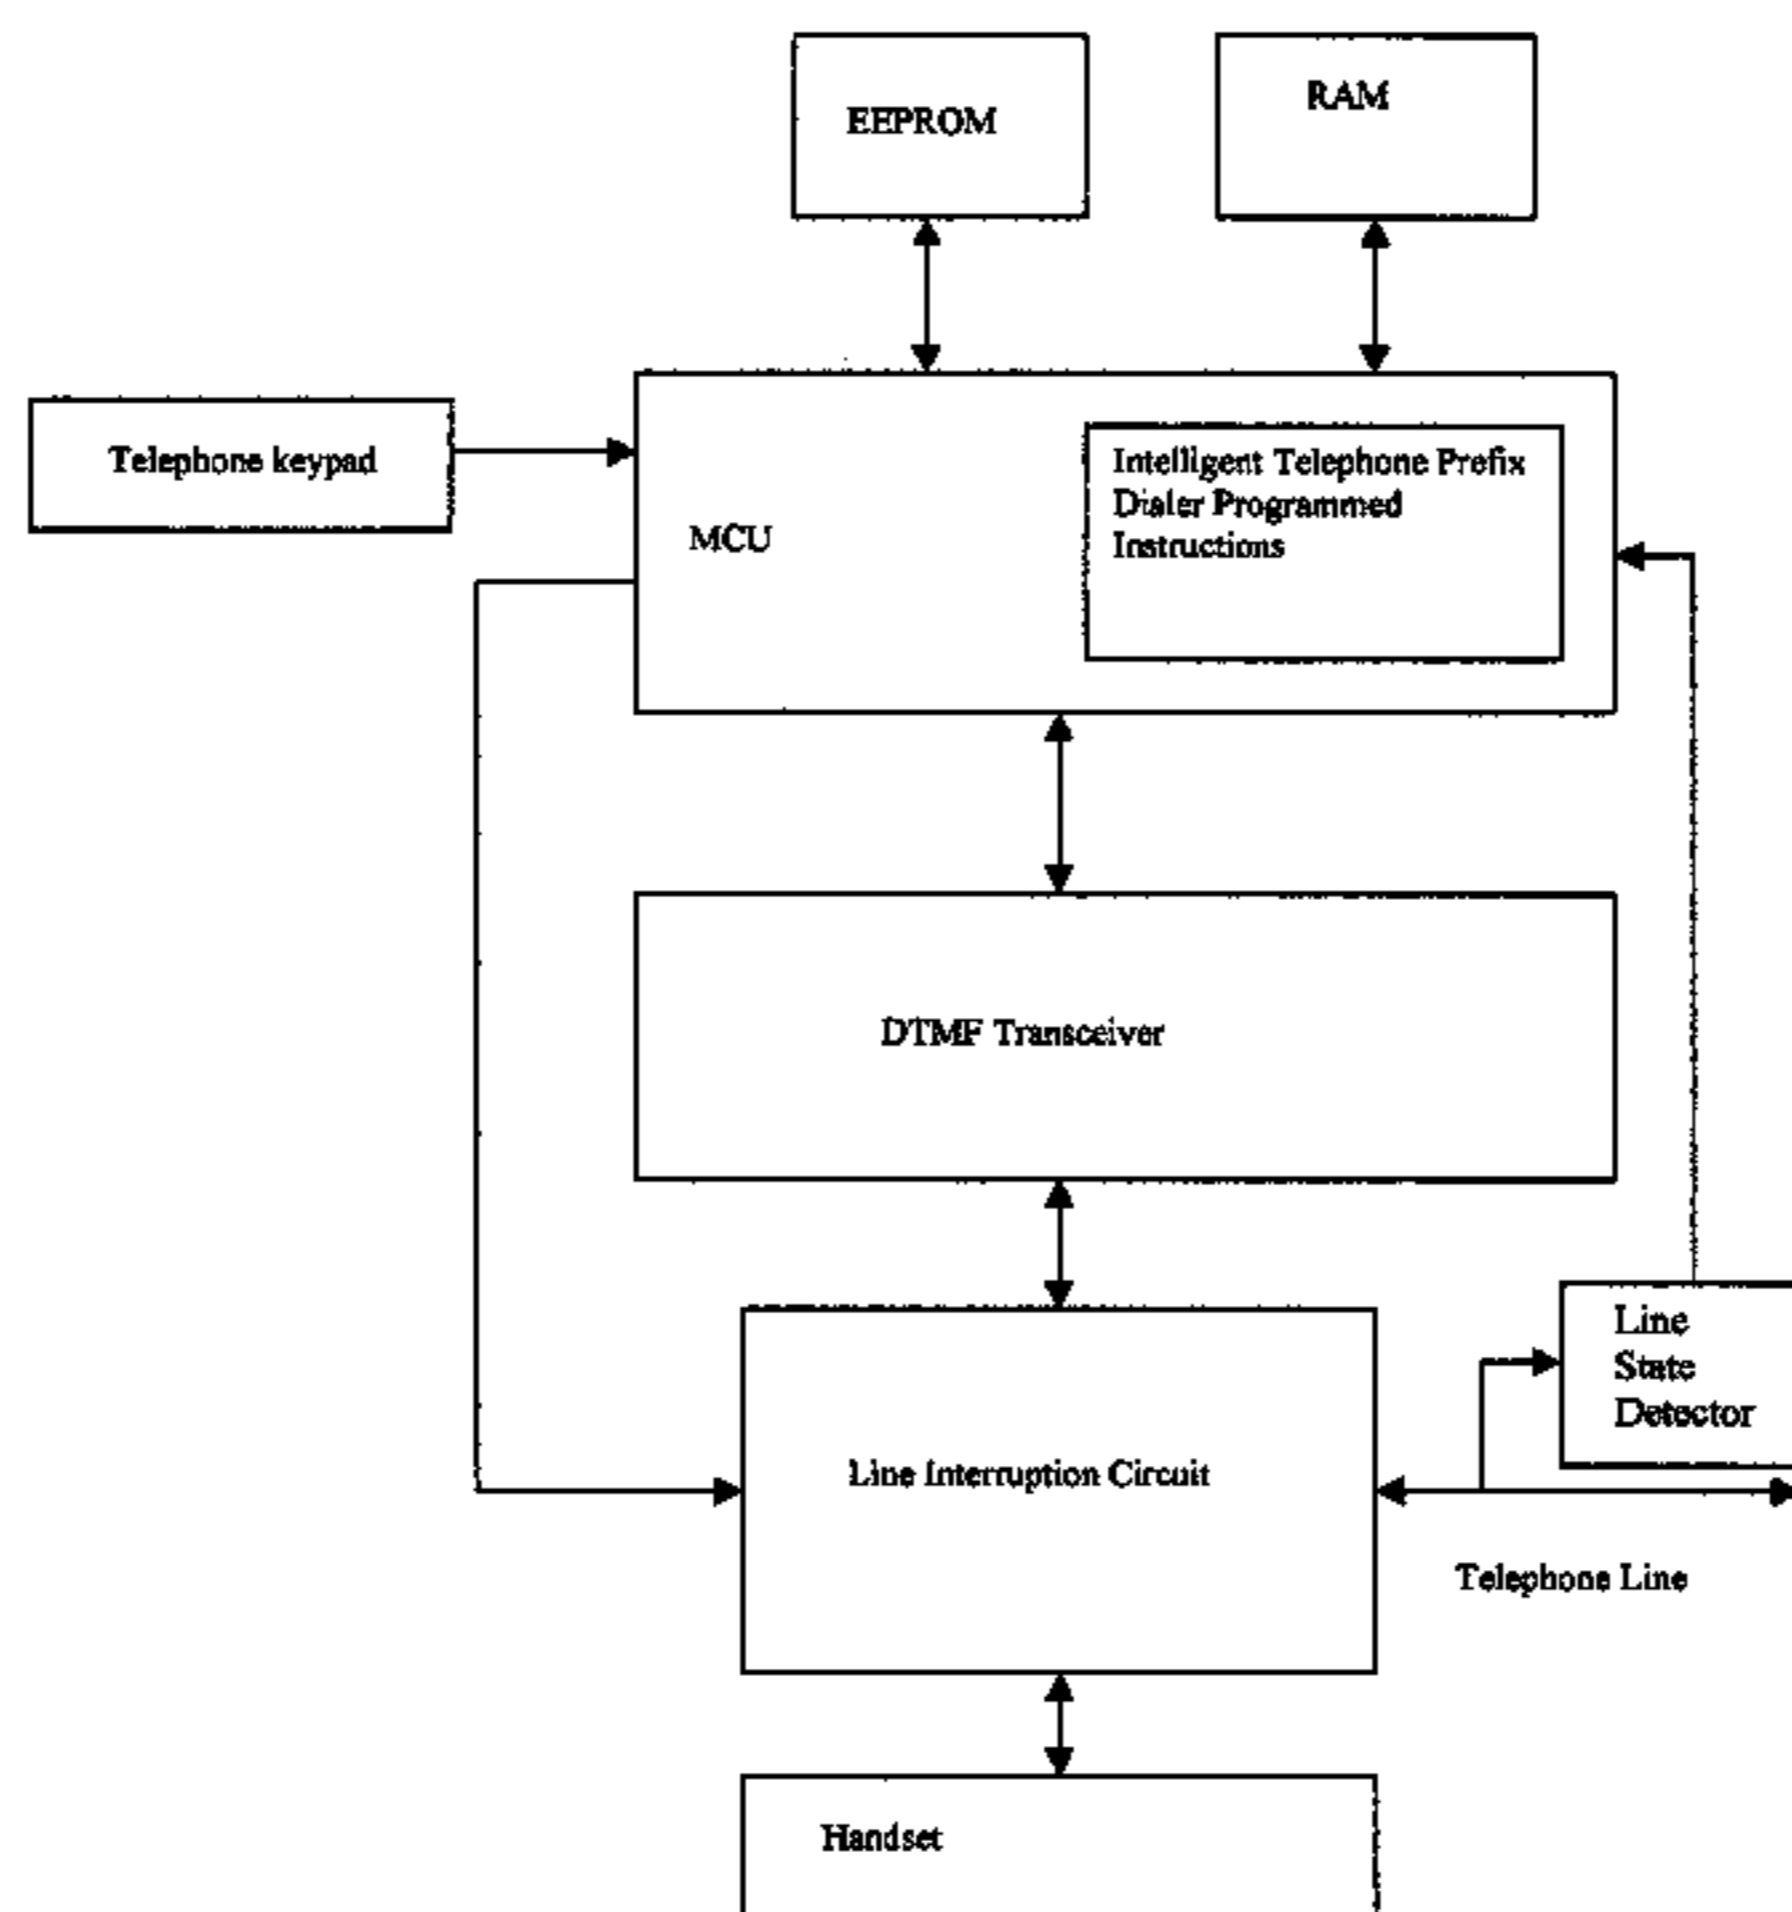 EEPROM
RAM
Telephone keypad
MCU
Intelligent Telephone Prefix
Dialer Programmed
Instructions
DTMF Transceiver
Line
State
Detector
Line Interruption Circuit
Telephone Line
Handset